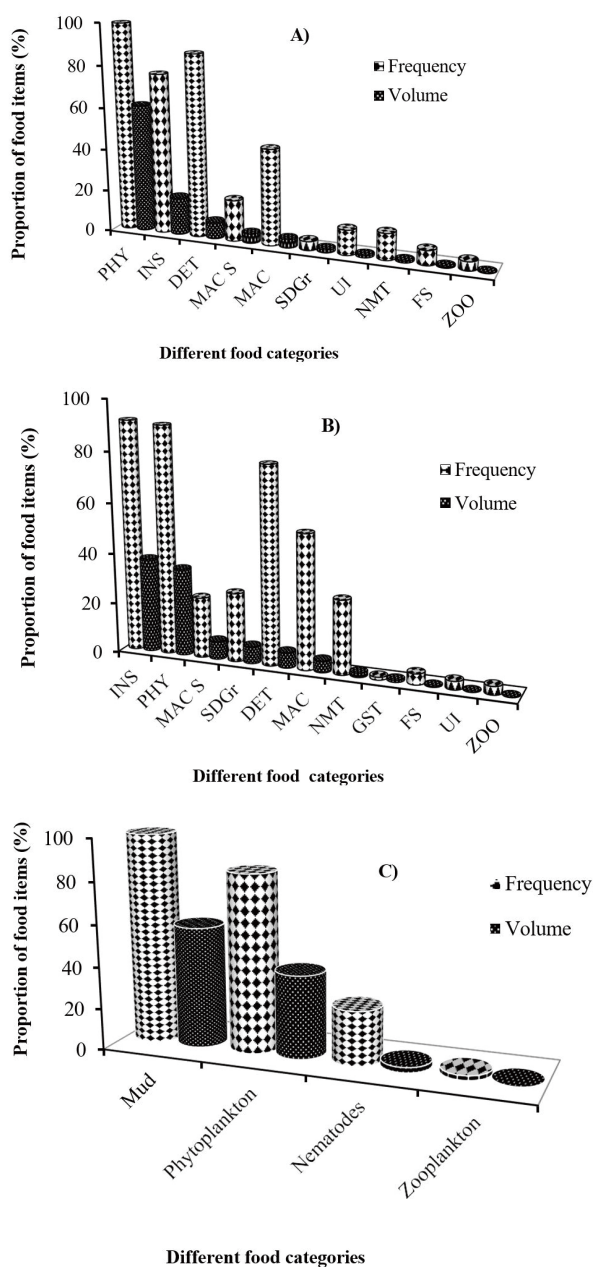 A)
Proportion of food items (%)
100
80
60
40
20
0
Frequency
Volume
PHY
INS
DET
MAC S
MAC
SDGr
UI
NMT
FS
ZOO
Different food categories
B)
Proportion of food items (%)
100
80
60
40
20
0
Frequency
Volume
INS
PHY
MAC S
SDGr
DET
MAC
NMT
GST
FS
UI
ZOO
Different food categories
C)
Proportion of food items (%)
100
80
60
40
20
0
Frequency
Volume
Mud
Phytoplankton
Nematodes
Zooplankton
Different food categories